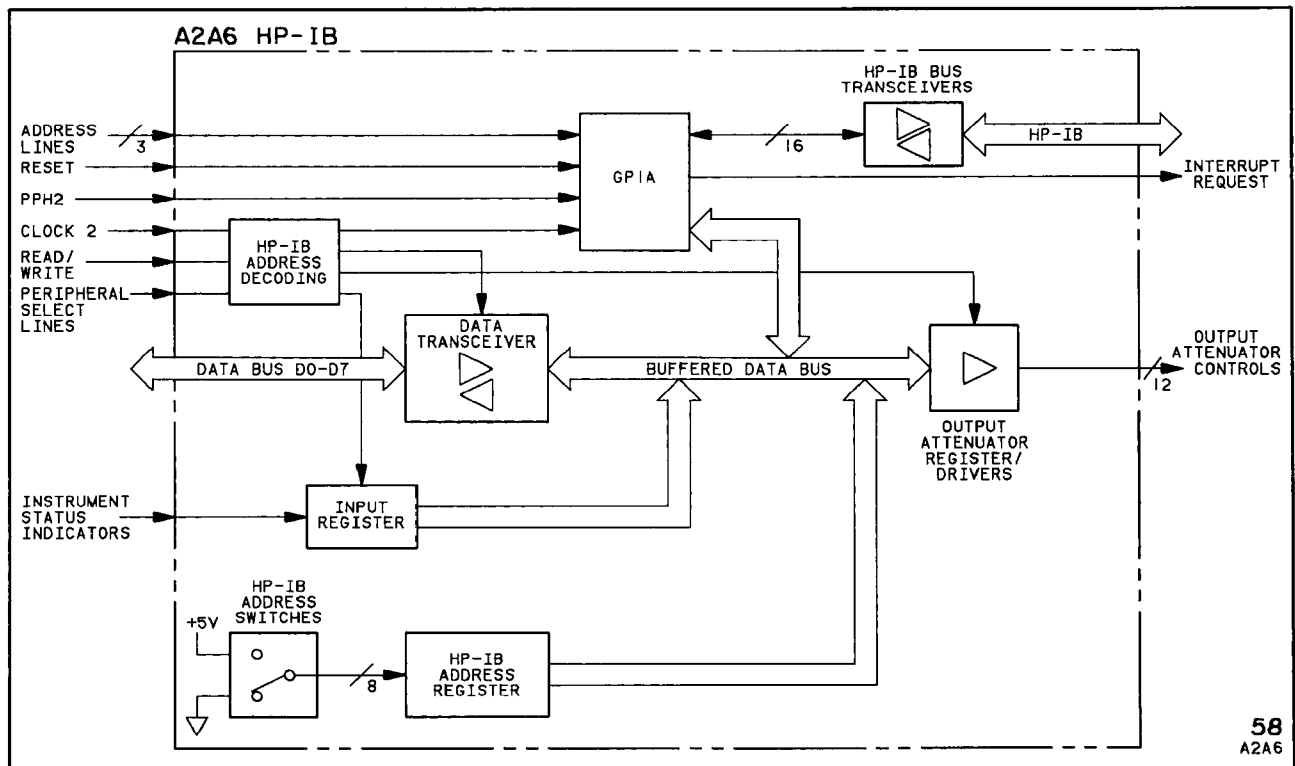 A2A6 HP-IB
HP-IB BUS
TRANSCEIVERS
ADDRESS
LINES
3
RESET
PPH2
CLOCK 2
READ/
WRITE
PERIPHERAL
SELECT
LINES
HP-IB
ADDRESS
DECODING
GPIA
16
HP-IB
INTERRUPT
REQUEST
DATA
TRANSCEIVER
DATA BUS D0-D7
BUFFERED DATA BUS
OUTPUT
ATTENUATOR
CONTROLS
12
OUTPUT
ATTENUATOR
REGISTER/
DRIVERS
INSTRUMENT
STATUS
INDICATORS
INPUT
REGISTER
HP-IB
ADDRESS
SWITCHES
+5V
8
HP-IB
ADDRESS
REGISTER
58
A2A6